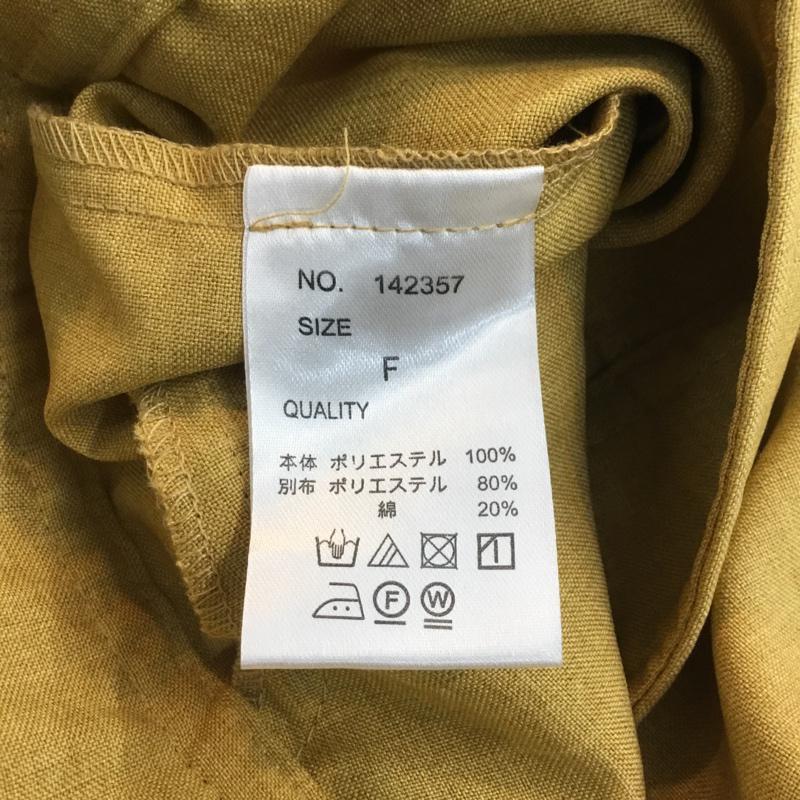 NO. 142357
SIZE
F
QUALITY
本体 ポリエステル 100%
別布 ポリエステル 80%
綿 20%
F W